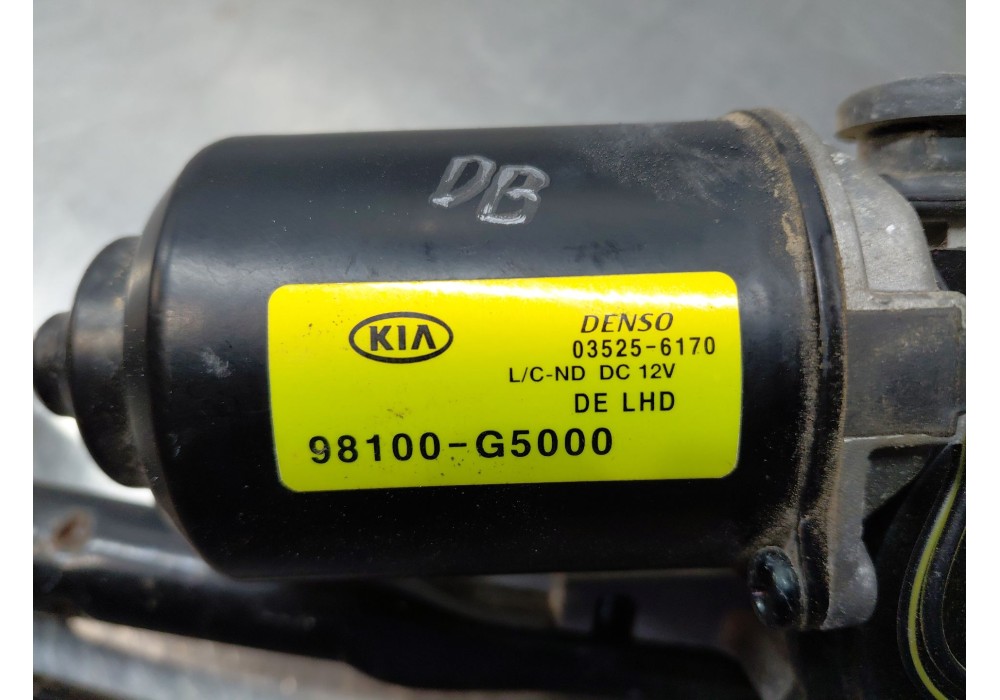 DB
KIA
DENSO
03525-6170
L/C-ND DC 12V
DE LHD
98100-G5000